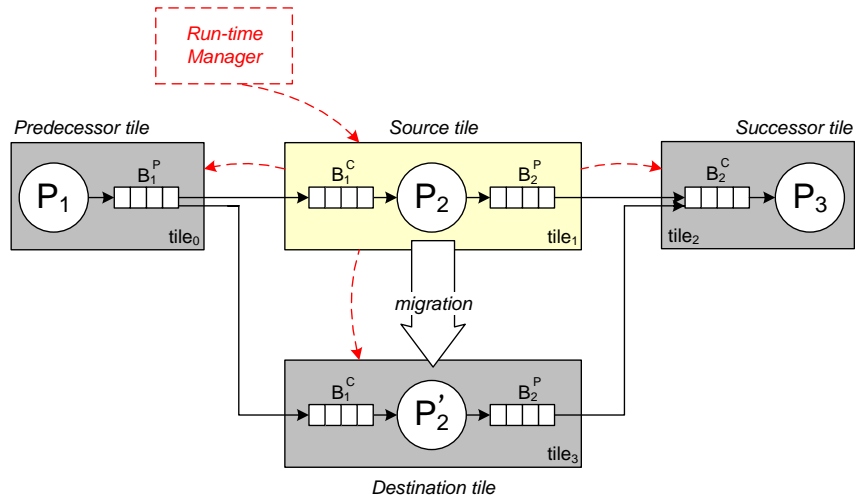 Run-time
Manager
Predecessor tile
Source tile
Successor tile
P₁
B₁ᴾ
tile₀
B₁ᶜ
P₂
B₂ᴾ
tile₁
B₂ᶜ
P₃
tile₂
migration
B₁ᶜ
P₂'
B₂ᴾ
tile₃
Destination tile